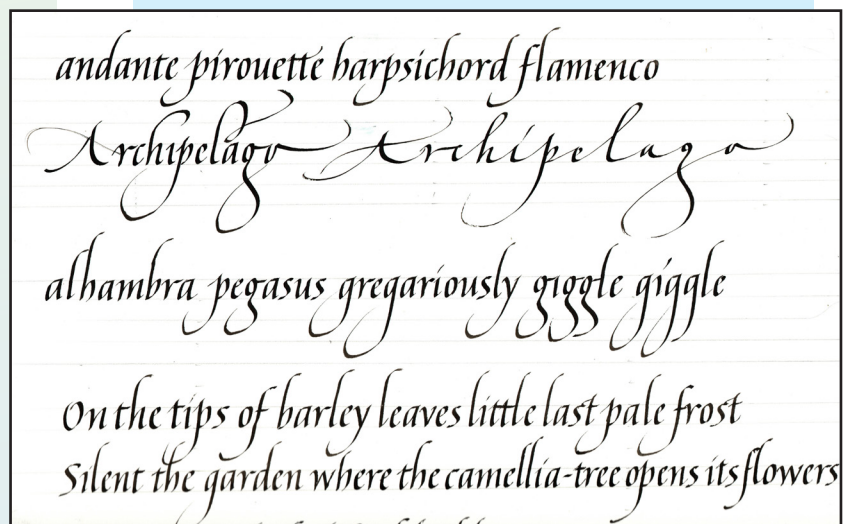 andante pirouette harpsichord flamenco
Archipelago Archipelago
alhambra pegasus gregariously giggle giggle
On the tips of barley leaves little last pale frost
Silent the garden where the camellia-tree opens its flowers